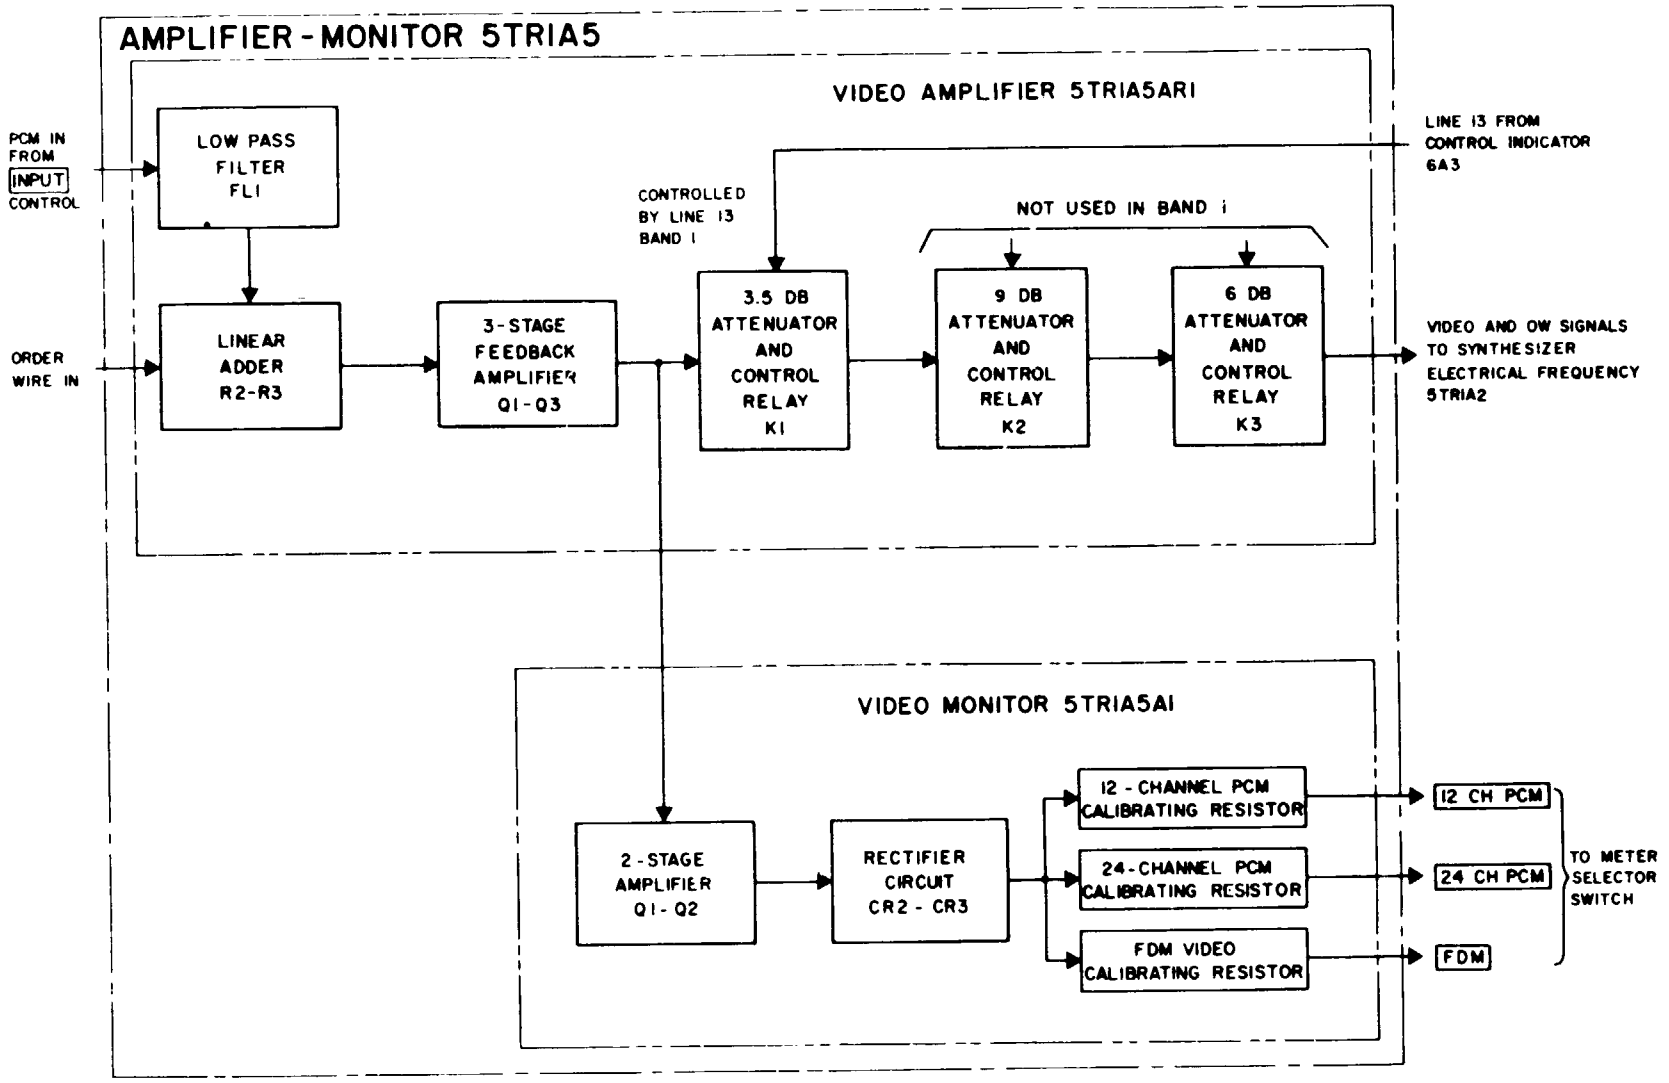 AMPLIFIER-MONITOR 5TR1A5
VIDEO AMPLIFIER 5TR1A5AR1
PCM IN
FROM
INPUT
CONTROL
LOW PASS
FILTER
FL1
LINE 13 FROM
CONTROL INDICATOR
6A3
CONTROLLED
BY LINE 13
BAND 1
NOT USED IN BAND 1
ORDER
WIRE IN
LINEAR
ADDER
R2-R3
3-STAGE
FEEDBACK
AMPLIFIER
Q1-Q3
3.5 DB
ATTENUATOR
AND
CONTROL
RELAY
K1
9 DB
ATTENUATOR
AND
CONTROL
RELAY
K2
6 DB
ATTENUATOR
AND
CONTROL
RELAY
K3
VIDEO AND OW SIGNALS
TO SYNTHESIZER
ELECTRICAL FREQUENCY
5TR1A2
VIDEO MONITOR 5TR1A5A1
2-STAGE
AMPLIFIER
Q1-Q2
RECTIFIER
CIRCUIT
CR2 - CR3
12 - CHANNEL PCM
CALIBRATING RESISTOR
24-CHANNEL PCM
CALIBRATING RESISTOR
FDM VIDEO
CALIBRATING RESISTOR
12 CH PCM
24 CH PCM
FDM
TO METER
SELECTOR
SWITCH